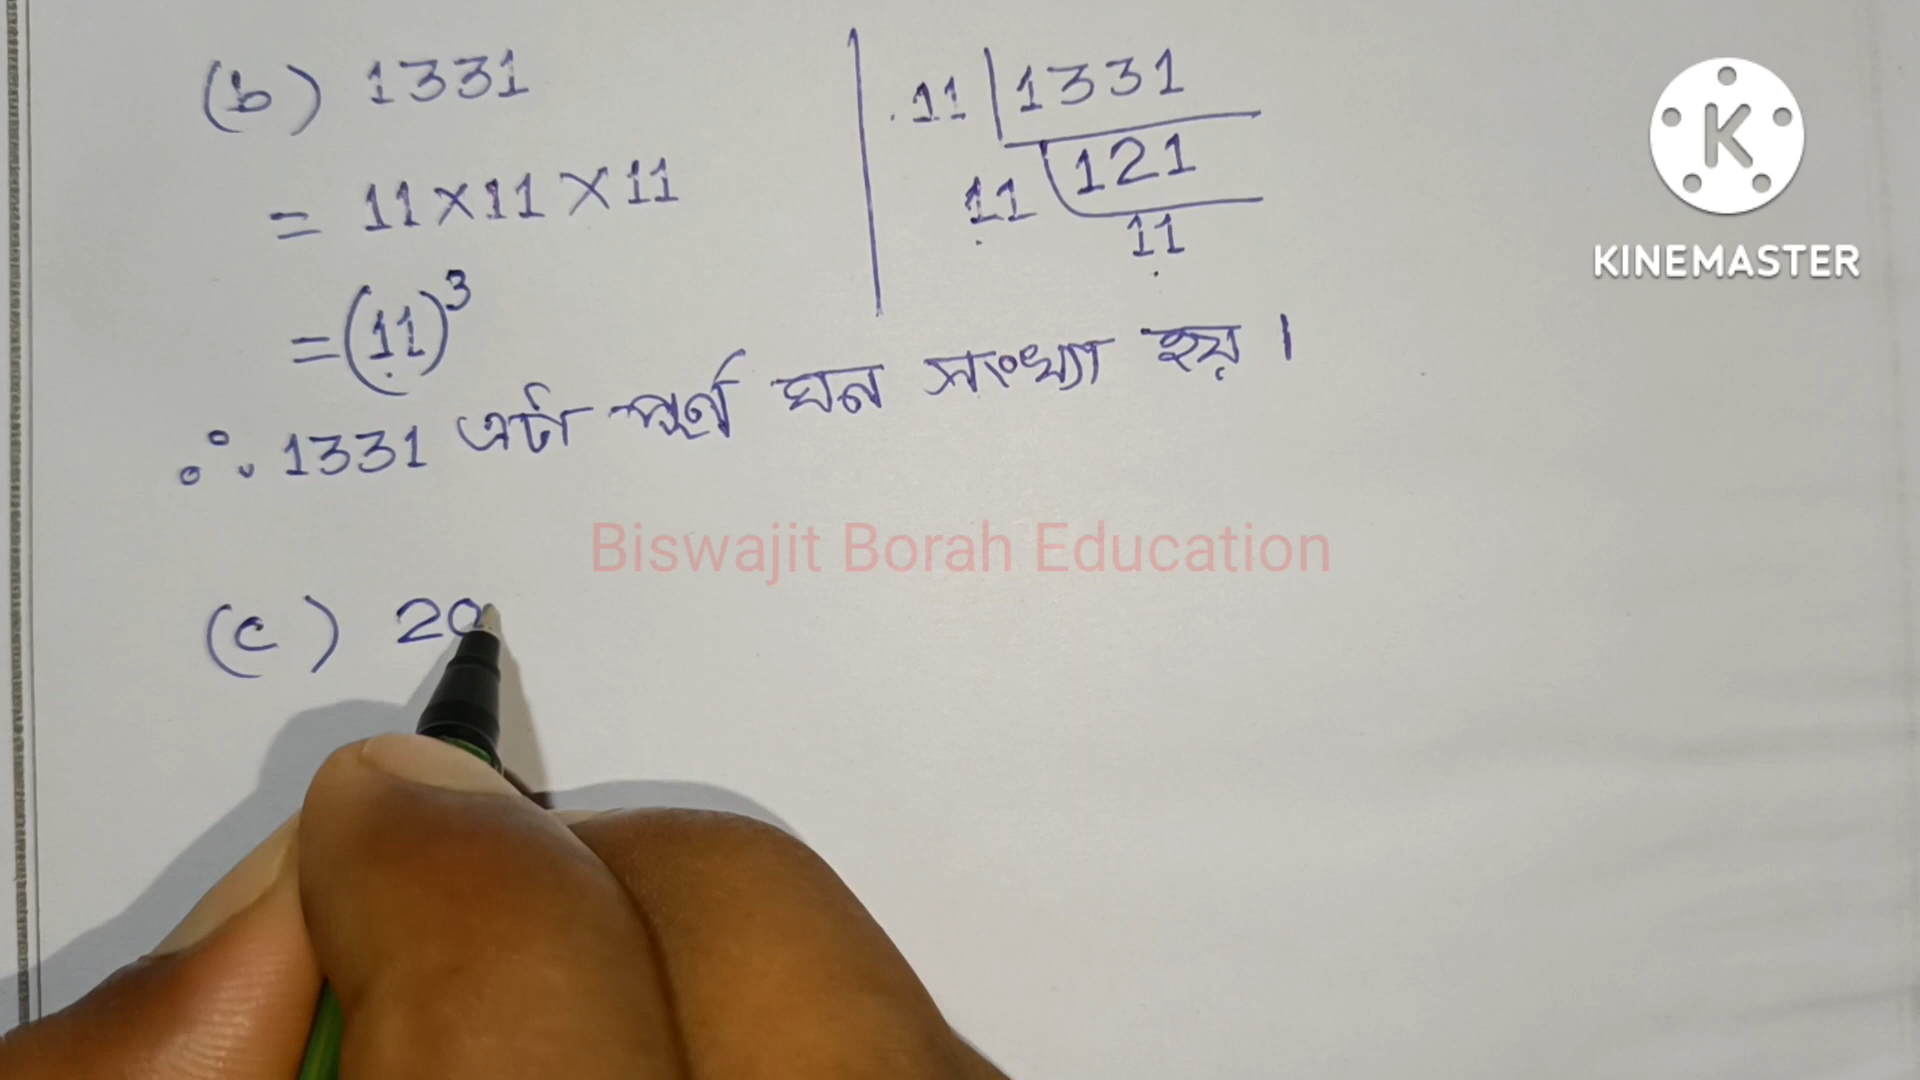 (b) 1331
= 11×11×11
= (11)³
11 | 1331
11 | 121
11
∴ 1331 এটা পূৰ্ণ ঘন সংখ্যা হয় ।
(c) 20
Biswajit Borah Education
K
KINEMASTER